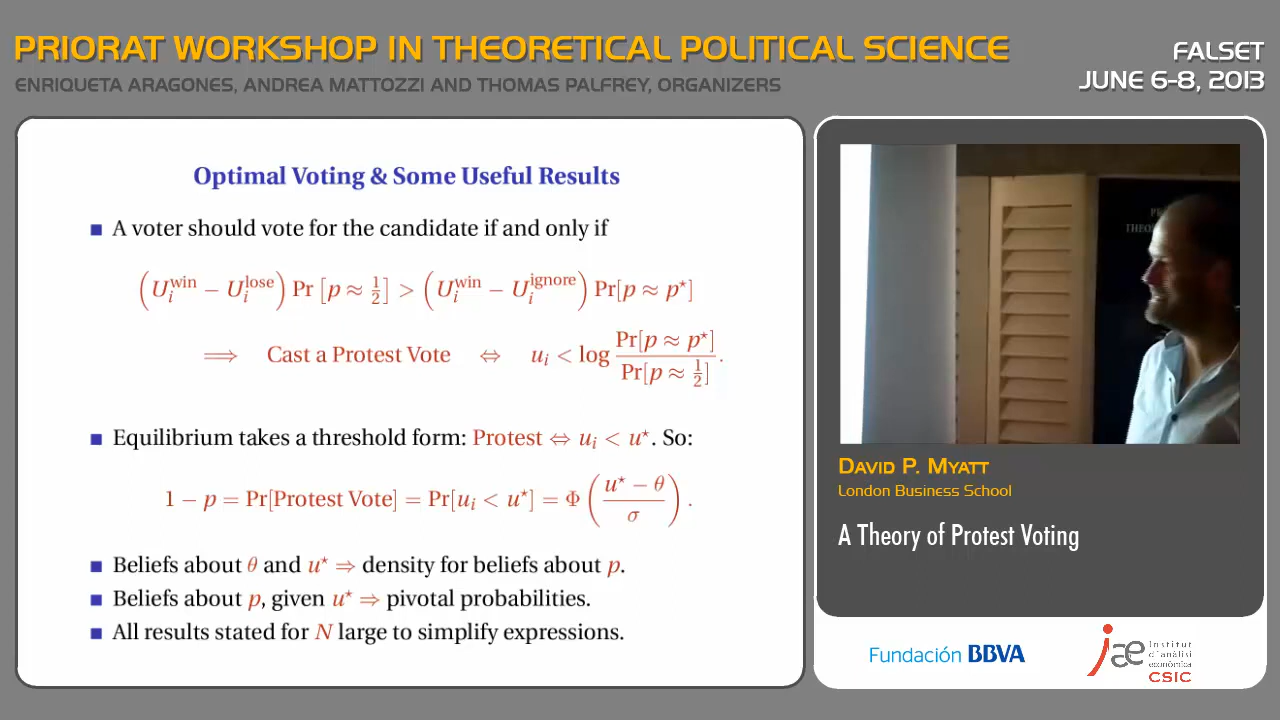 PRIORAT WORKSHOP IN THEORETICAL POLITICAL SCIENCE
ENRIQUETA ARAGONES, ANDREA MATTOZZI AND THOMAS PALFREY, ORGANIZERS
FALSET
JUNE 6-8, 2013
Optimal Voting & Some Useful Results
■ A voter should vote for the candidate if and only if
(U_i^win − U_i^lose) Pr [p ≈ 1/2] > (U_i^win − U_i^ignore) Pr[p ≈ p⋆]
⟹ Cast a Protest Vote ⇔ u_i < log Pr[p ≈ p⋆] / Pr[p ≈ 1/2] .
■ Equilibrium takes a threshold form: Protest ⇔ u_i < u⋆. So:
1 − p = Pr[Protest Vote] = Pr[u_i < u⋆] = Φ ( (u⋆ − θ) / σ ) .
■ Beliefs about θ and u⋆ ⇒ density for beliefs about p.
■ Beliefs about p, given u⋆ ⇒ pivotal probabilities.
■ All results stated for N large to simplify expressions.
DAVID P. MYATT
London Business School
A Theory of Protest Voting
Fundación BBVA
iae
Institut
d'anàlisi
econòmica
CSIC